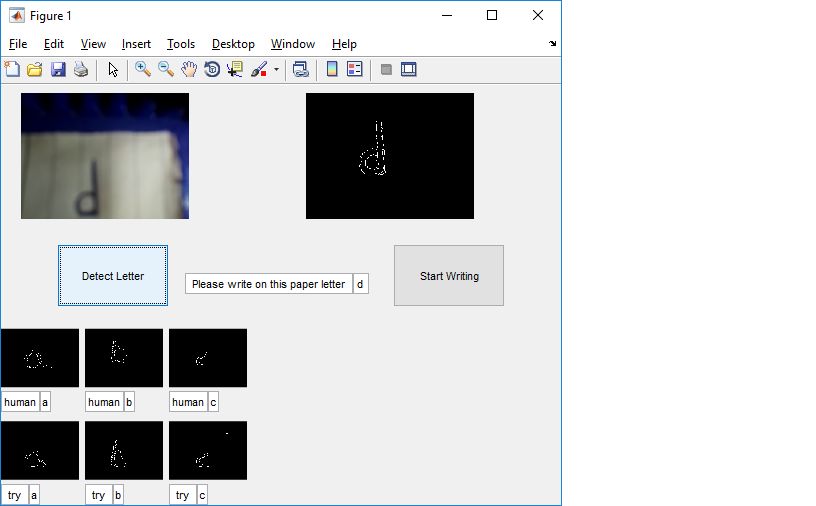 Figure 1
File Edit View Insert Tools Desktop Window Help
d
d
Detect Letter
Please write on this paper letter d
Start Writing
a b c
human a human b human c
a b c
try a try b try c